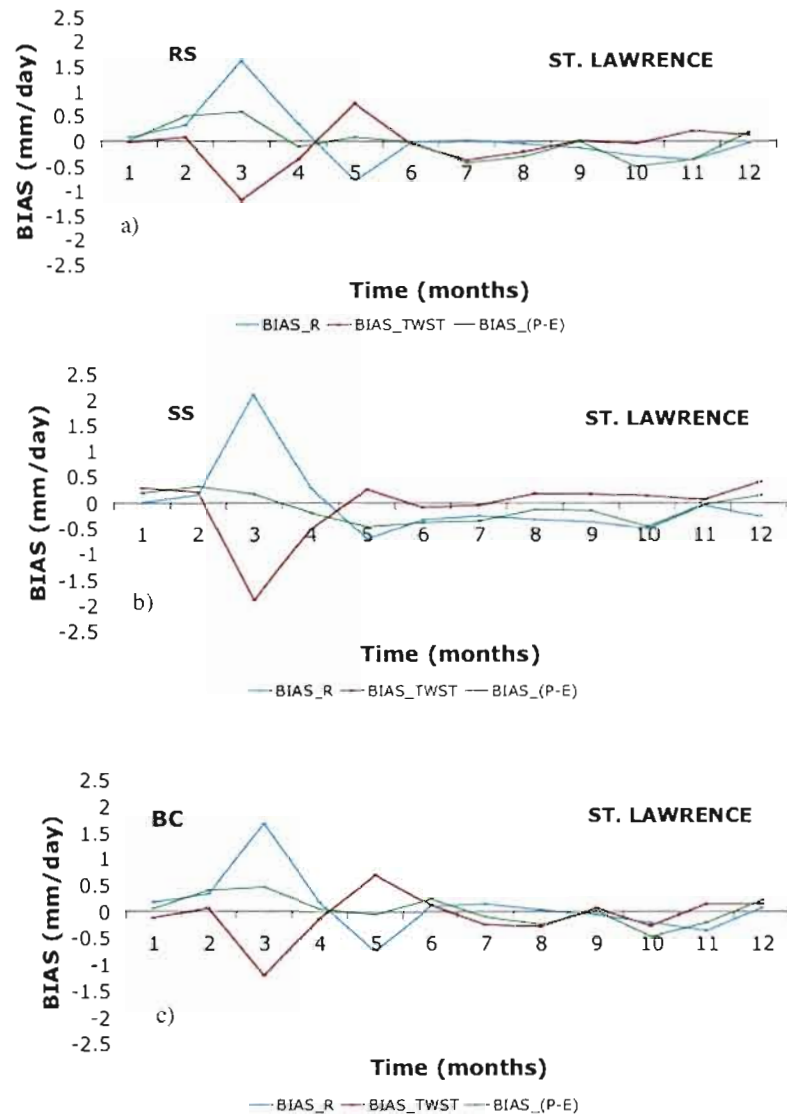 2.5
2
RS
ST. LAWRENCE
1.5
1
0.5
0
-0.5
-1
-1.5
-2
-2.5
BIAS (mm/day)
1 2 3 4 5 6 7 8 9 10 11 12
a)
Time (months)
BIAS_R BIAS_TWST BIAS_(P-E)
2.5
2
SS
ST. LAWRENCE
1.5
1
0.5
0
-0.5
-1
-1.5
-2
-2.5
BIAS (mm/day)
1 2 3 4 5 6 7 8 9 10 11 12
b)
Time (months)
BIAS_R BIAS_TWST BIAS_(P-E)
2.5
2
BC
ST. LAWRENCE
1.5
1
0.5
0
-0.5
-1
-1.5
-2
-2.5
BIAS (mm/day)
1 2 3 4 5 6 7 8 9 10 11 12
c)
Time (months)
BIAS_R BIAS_TWST BIAS_(P-E)